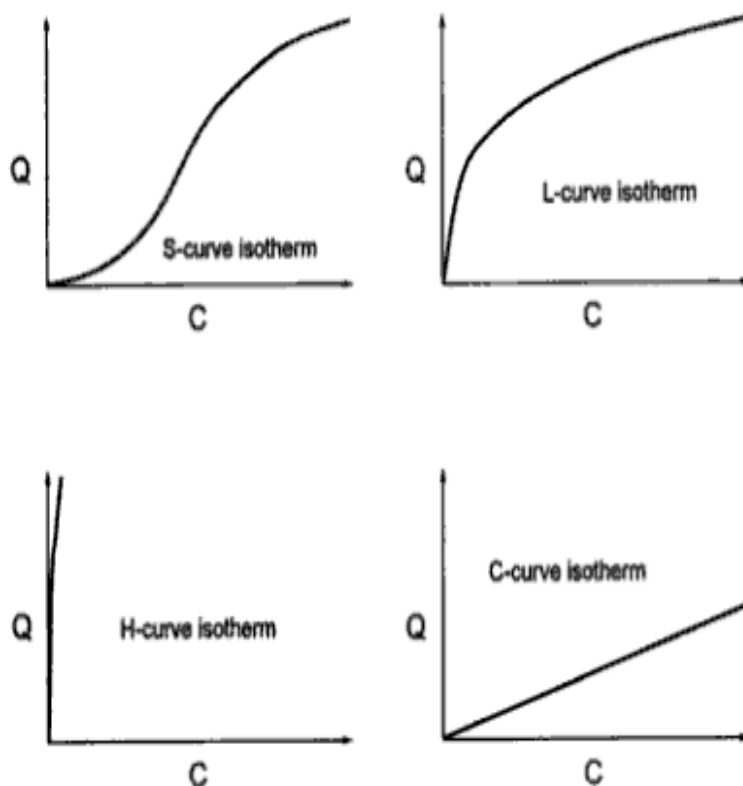 Q
S-curve isotherm
C
Q
L-curve isotherm
C
Q
H-curve isotherm
C
C-curve isotherm
Q
C